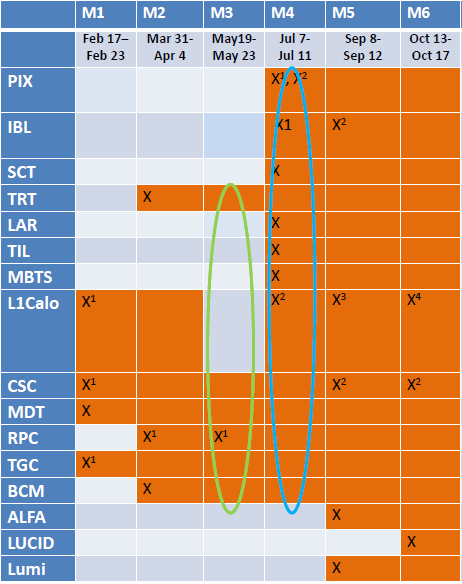 M1 M2 M3 M4 M5 M6
Feb 17– Mar 31- May19- Jul 7- Sep 8- Oct 13-
Feb 23 Apr 4 May 23 Jul 11 Sep 12 Oct 17
PIX X¹, X²
IBL X1 X²
SCT X
TRT X
LAR X
TIL X
MBTS X
L1Calo X¹ X² X³ X⁴
CSC X¹ X² X²
MDT X
RPC X¹ X¹
TGC X¹
BCM X
ALFA X
LUCID X
Lumi X